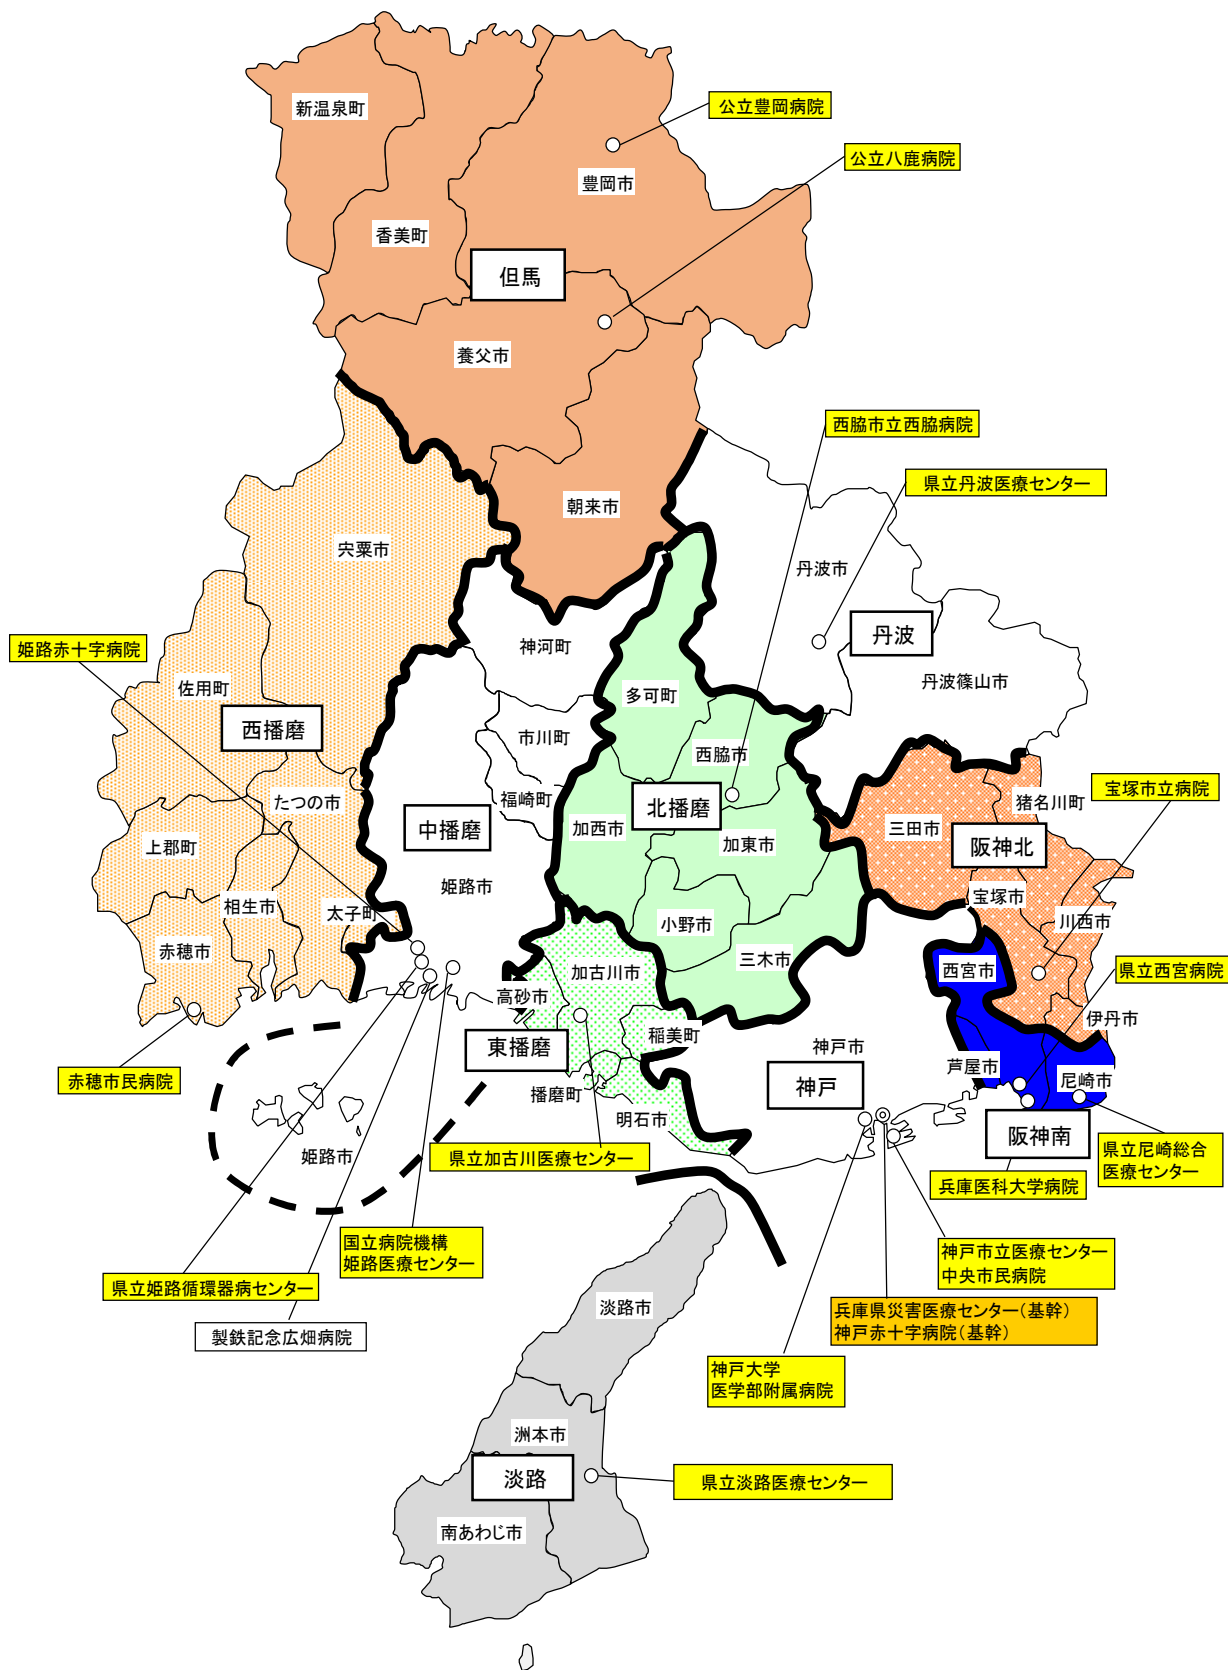 新温泉町
公立豊岡病院
公立八鹿病院
豊岡市
香美町
但馬
養父市
西脇市立西脇病院
県立丹波医療センター
朝来市
宍粟市
丹波市
丹波
姫路赤十字病院
神河町
佐用町
丹波篠山市
多可町
西播磨
市川町
西脇市
宝塚市立病院
たつの市
福崎町
猪名川町
北播磨
中播磨
加西市
三田市
加東市
阪神北
上郡町
姫路市
宝塚市
相生市
太子町
小野市
川西市
赤穂市
三木市
加古川市
西宮市
県立西宮病院
高砂市
伊丹市
稲美町
神戸市
東播磨
芦屋市
赤穂市民病院
播磨町
神戸
尼崎市
明石市
阪神南
姫路市
県立加古川医療センター
県立尼崎総合
医療センター
兵庫医科大学病院
国立病院機構
姫路医療センター
神戸市立医療センター
中央市民病院
県立姫路循環器病センター
淡路市
兵庫県災害医療センター(基幹)
神戸赤十字病院(基幹)
製鉄記念広畑病院
神戸大学
医学部附属病院
洲本市
淡路
県立淡路医療センター
南あわじ市